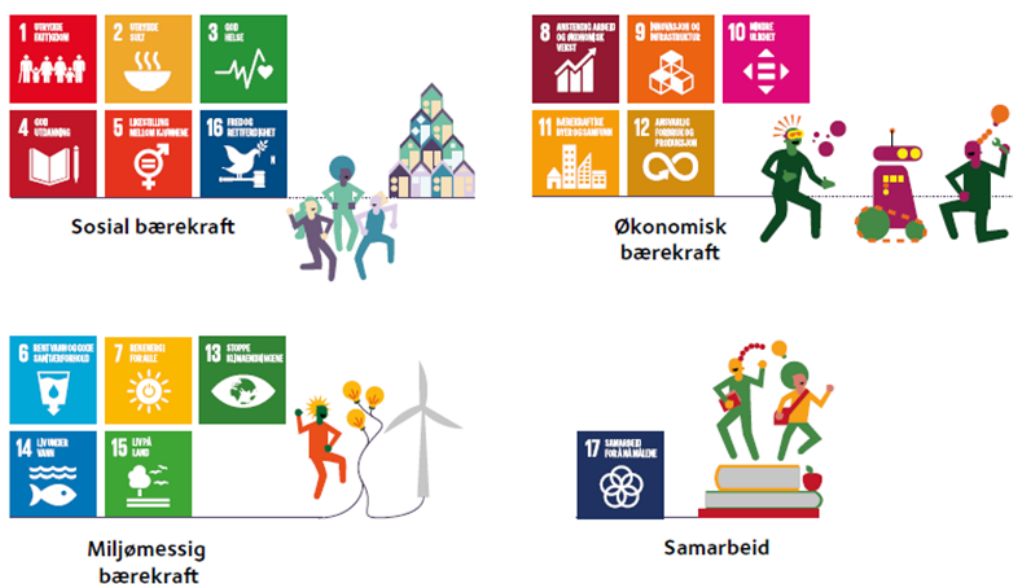 1 UTRYDDE
FATTIGDOM
2 UTRYDDE
SULT
3 GOD
HELSE
4 GOD
UTDANNING
5 LIKESTILLING
MELLOM KJØNNENE
16 FRED OG
RETTFERDIGHET
Sosial bærekraft
8 ANSTENDIG ARBEID
OG ØKONOMISK
VEKST
9 INNOVASJON OG
INFRASTRUKTUR
10 MINDRE
ULIKHET
11 BÆREKRAFTIGE
BYER OG SAMFUNN
12 ANSVARLIG
FORBRUK OG
PRODUKSJON
Økonomisk
bærekraft
6 RENT VANN OG GODE
SANITÆRFORHOLD
7 REN ENERGI
FOR ALLE
13 STOPPE
KLIMAENDRINGENE
14 LIV UNDER
VANN
15 LIV PÅ
LAND
Miljømessig
bærekraft
17 SAMARBEID
FOR Å NÅ MÅLENE
Samarbeid